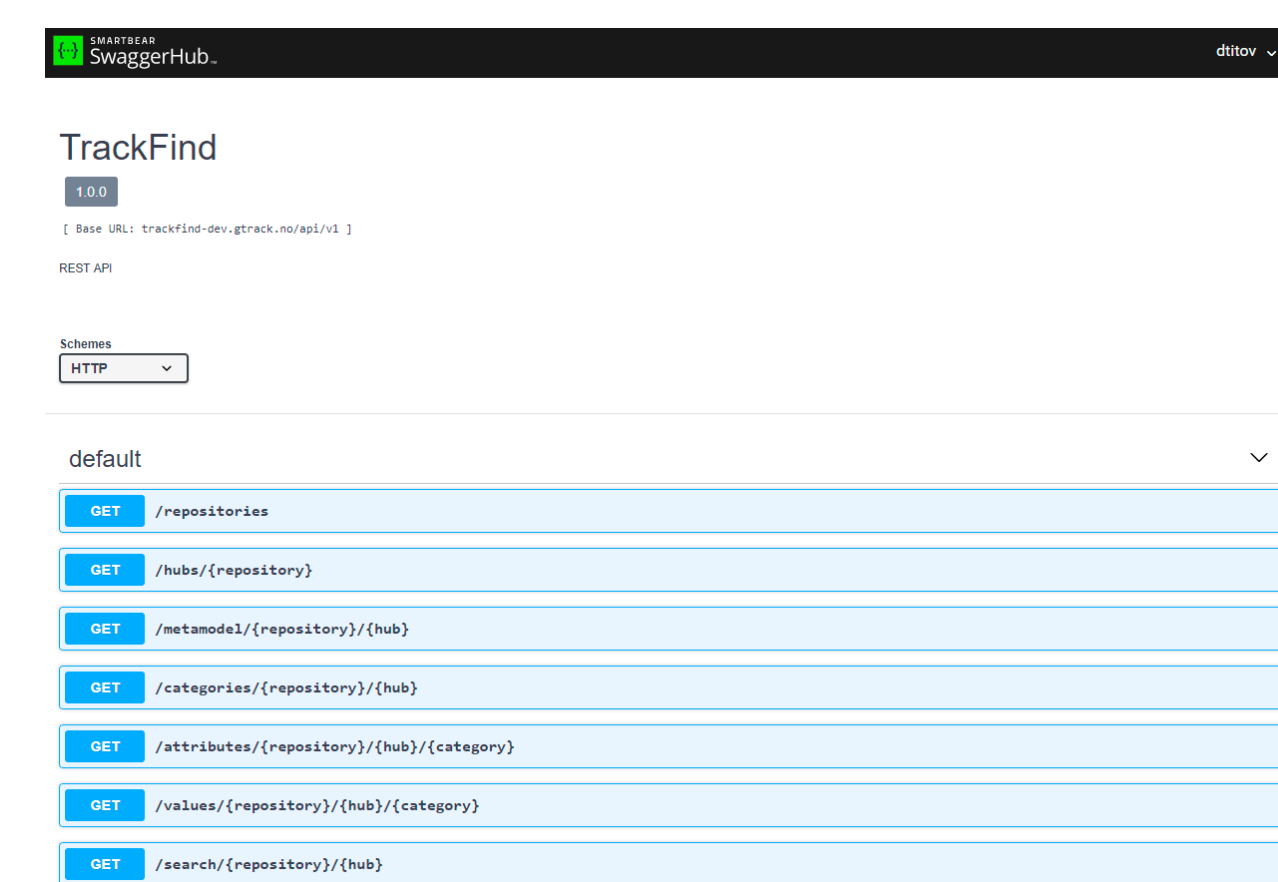 SMARTBEAR
SwaggerHub™
dtitov
TrackFind
1.0.0
[ Base URL: trackfind-dev.gtrack.no/api/v1 ]
REST API
Schemes
HTTP
default
GET /repositories
GET /hubs/{repository}
GET /metamodel/{repository}/{hub}
GET /categories/{repository}/{hub}
GET /attributes/{repository}/{hub}/{category}
GET /values/{repository}/{hub}/{category}
GET /search/{repository}/{hub}